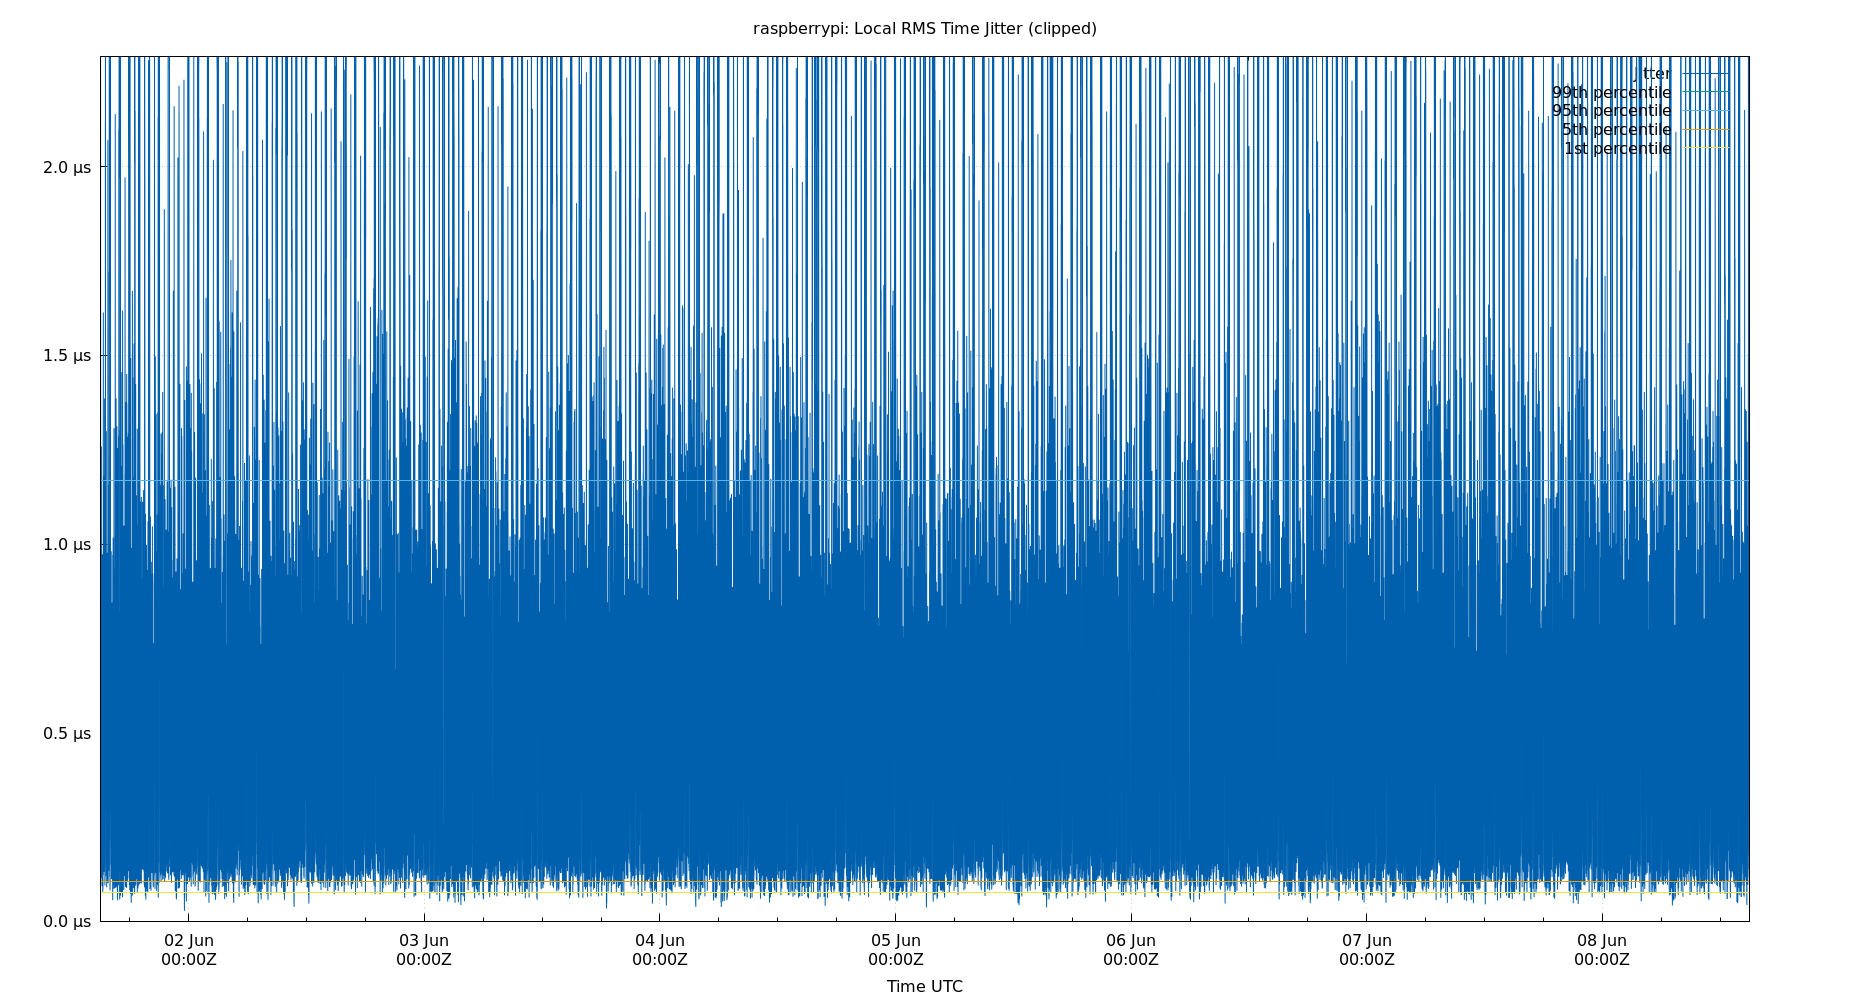 raspberrypi: Local RMS Time Jitter (clipped)
Jitter
99th percentile
95th percentile
5th percentile
1st percentile
2.0 µs
1.5 µs
1.0 µs
0.5 µs
0.0 µs
02 Jun 03 Jun 04 Jun 05 Jun 06 Jun 07 Jun 08 Jun
00:00Z 00:00Z 00:00Z 00:00Z 00:00Z 00:00Z 00:00Z
Time UTC